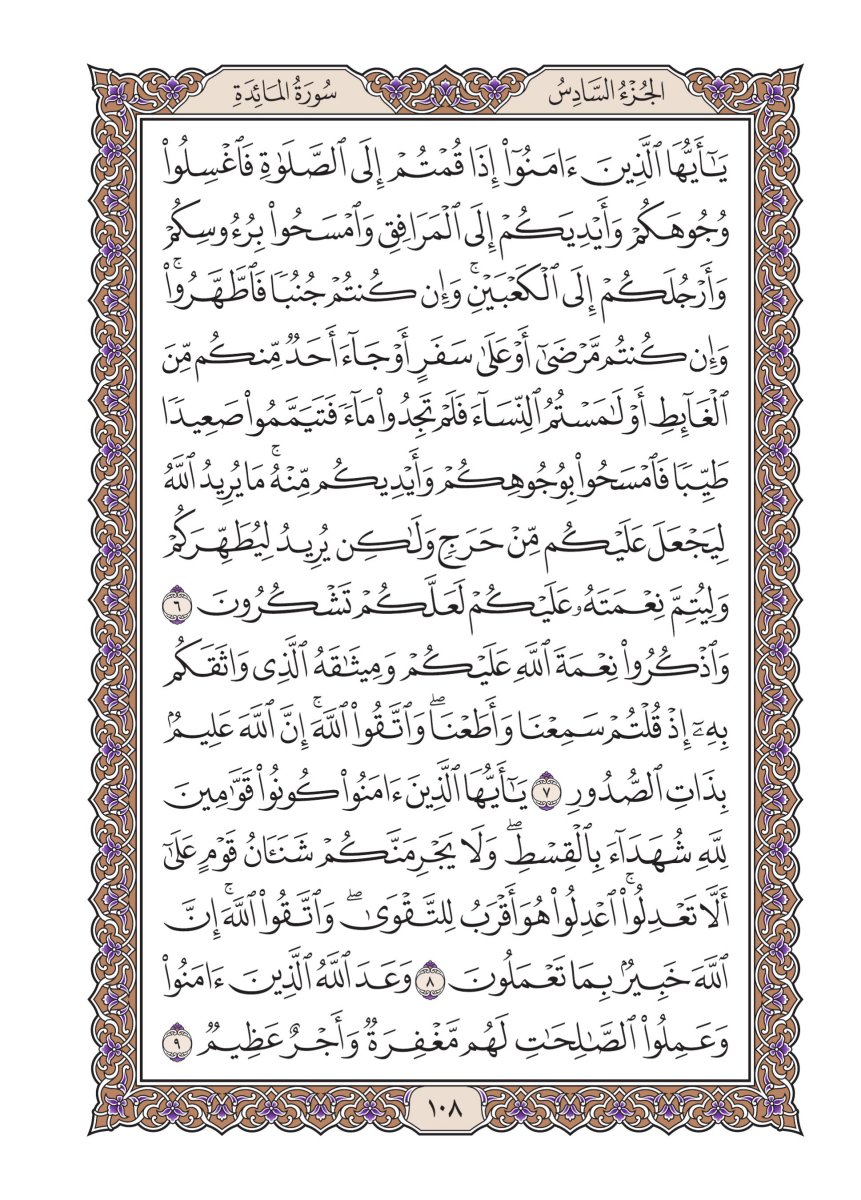 الجُزْءُ السَّادِسُ
سُورَةُ المَائِدَةِ
يَٰٓأَيُّهَا ٱلَّذِينَ ءَامَنُوٓا۟ إِذَا قُمْتُمْ إِلَى ٱلصَّلَوٰةِ فَٱغْسِلُوا۟
وُجُوهَكُمْ وَأَيْدِيَكُمْ إِلَى ٱلْمَرَافِقِ وَٱمْسَحُوا۟ بِرُءُوسِكُمْ
وَأَرْجُلَكُمْ إِلَى ٱلْكَعْبَيْنِۚ وَإِن كُنتُمْ جُنُبًا فَٱطَّهَّرُوا۟ۚ
وَإِن كُنتُم مَّرْضَىٰٓ أَوْ عَلَىٰ سَفَرٍ أَوْ جَآءَ أَحَدٌ مِّنكُم مِّنَ
ٱلْغَآئِطِ أَوْ لَٰمَسْتُمُ ٱلنِّسَآءَ فَلَمْ تَجِدُوا۟ مَآءً فَتَيَمَّمُوا۟ صَعِيدًا
طَيِّبًا فَٱمْسَحُوا۟ بِوُجُوهِكُمْ وَأَيْدِيكُم مِّنْهُۚ مَا يُرِيدُ ٱللَّهُ
لِيَجْعَلَ عَلَيْكُم مِّنْ حَرَجٍ وَلَٰكِن يُرِيدُ لِيُطَهِّرَكُمْ
وَلِيُتِمَّ نِعْمَتَهُۥ عَلَيْكُمْ لَعَلَّكُمْ تَشْكُرُونَ ٦
وَٱذْكُرُوا۟ نِعْمَةَ ٱللَّهِ عَلَيْكُمْ وَمِيثَٰقَهُ ٱلَّذِى وَاثَقَكُم
بِهِۦٓ إِذْ قُلْتُمْ سَمِعْنَا وَأَطَعْنَاۖ وَٱتَّقُوا۟ ٱللَّهَۚ إِنَّ ٱللَّهَ عَلِيمٌۢ
بِذَاتِ ٱلصُّدُورِ ٧ يَٰٓأَيُّهَا ٱلَّذِينَ ءَامَنُوا۟ كُونُوا۟ قَوَّٰمِينَ
لِلَّهِ شُهَدَآءَ بِٱلْقِسْطِۖ وَلَا يَجْرِمَنَّكُمْ شَنَـَٔانُ قَوْمٍ عَلَىٰٓ
أَلَّا تَعْدِلُوا۟ۚ ٱعْدِلُوا۟ هُوَ أَقْرَبُ لِلتَّقْوَىٰۖ وَٱتَّقُوا۟ ٱللَّهَۚ إِنَّ
ٱللَّهَ خَبِيرٌۢ بِمَا تَعْمَلُونَ ٨ وَعَدَ ٱللَّهُ ٱلَّذِينَ ءَامَنُوا۟
وَعَمِلُوا۟ ٱلصَّٰلِحَٰتِ لَهُم مَّغْفِرَةٌ وَأَجْرٌ عَظِيمٌ ٩
١٠٨